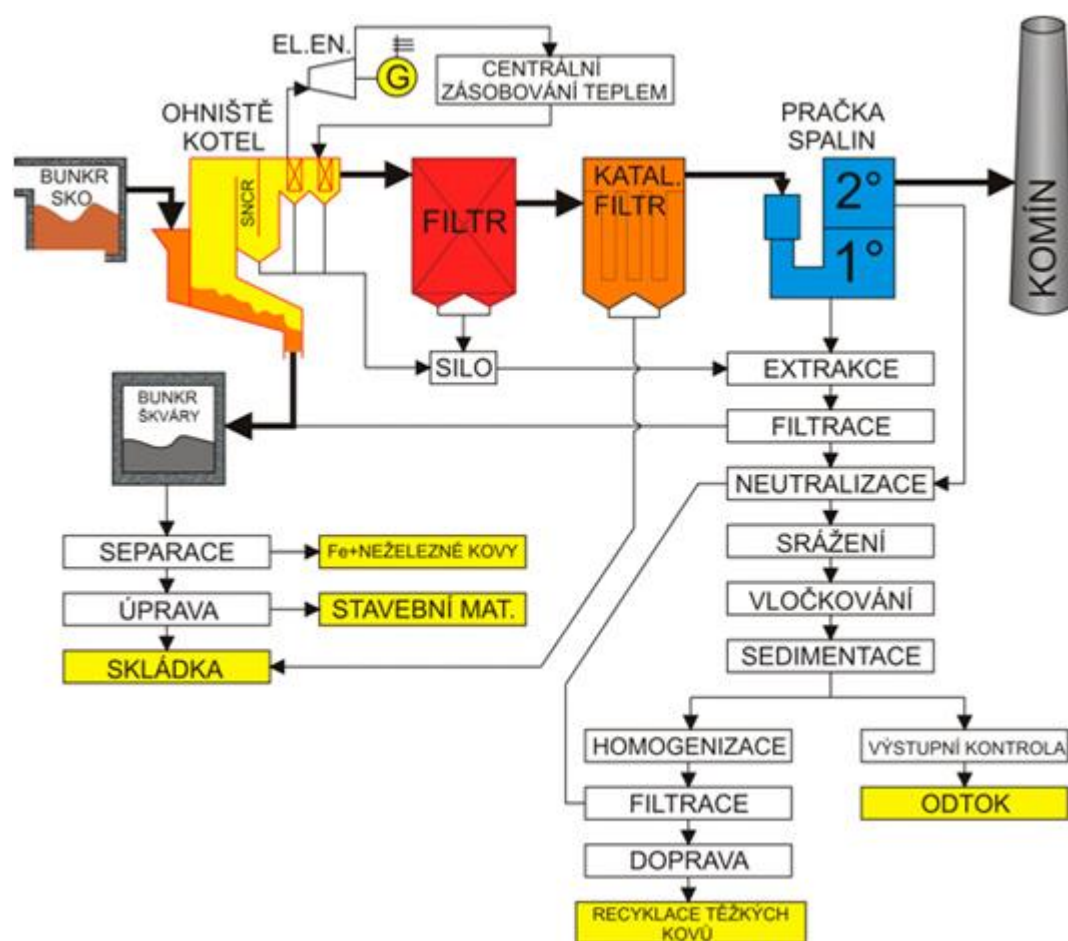 EL.EN.
G
CENTRÁLNÍ
ZÁSOBOVÁNÍ TEPLEM
OHNIŠTĚ
KOTEL
PRAČKA
SPALIN
BUNKR
SKO
SNCR
FILTR
KATAL.
FILTR
2°
1°
KOMÍN
SILO
EXTRAKCE
BUNKR
ŠKVÁRY
FILTRACE
NEUTRALIZACE
SEPARACE
Fe+NEŽELEZNÉ KOVY
SRÁŽENÍ
ÚPRAVA
STAVEBNÍ MAT.
VLOČKOVÁNÍ
SKLÁDKA
SEDIMENTACE
HOMOGENIZACE
VÝSTUPNÍ KONTROLA
FILTRACE
ODTOK
DOPRAVA
RECYKLACE TĚŽKÝCH
KOVŮ